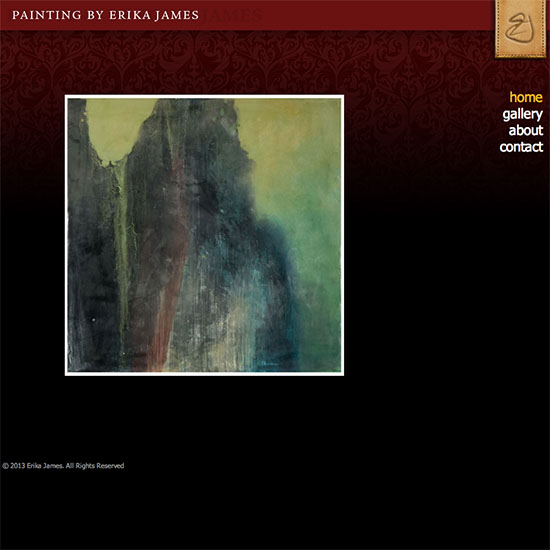 PAINTING BY ERIKA JAMES
home
gallery
about
contact
© 2013 Erika James. All Rights Reserved